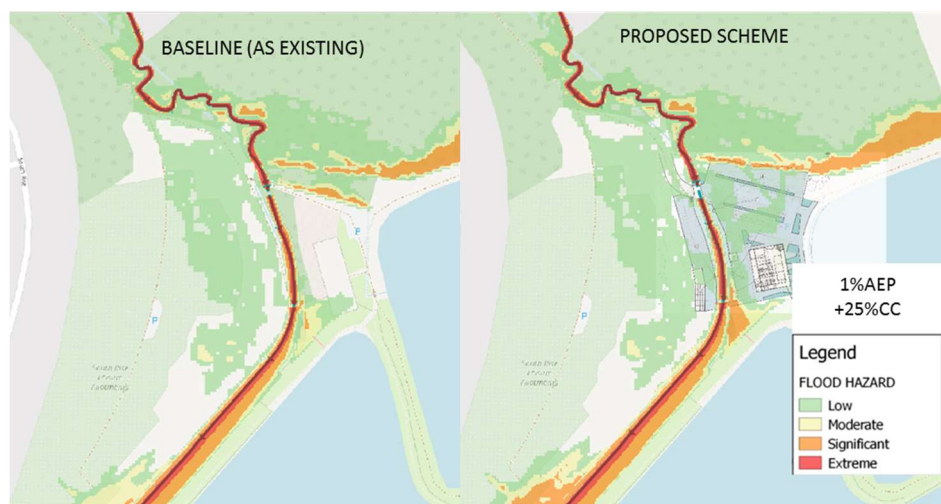 BASELINE (AS EXISTING)
PROPOSED SCHEME
P
P
P
1%AEP
+25%CC
Legend
FLOOD HAZARD
Low
Moderate
Significant
Extreme